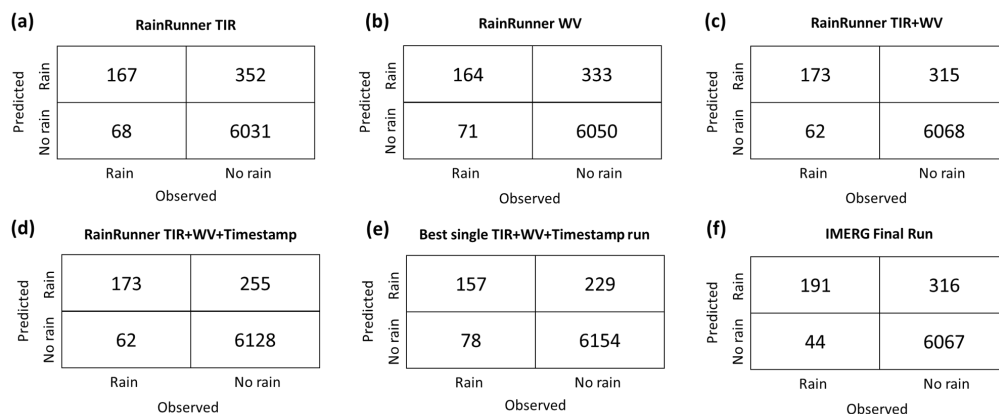 (a)
RainRunner TIR
Predicted
Rain
167 352
No rain
68 6031
Rain No rain
Observed
(b)
RainRunner WV
Predicted
Rain
164 333
No rain
71 6050
Rain No rain
Observed
(c)
RainRunner TIR+WV
Predicted
Rain
173 315
No rain
62 6068
Rain No rain
Observed
(d)
RainRunner TIR+WV+Timestamp
Predicted
Rain
173 255
No rain
62 6128
Rain No rain
Observed
(e)
Best single TIR+WV+Timestamp run
Predicted
Rain
157 229
No rain
78 6154
Rain No rain
Observed
(f)
IMERG Final Run
Predicted
Rain
191 316
No rain
44 6067
Rain No rain
Observed